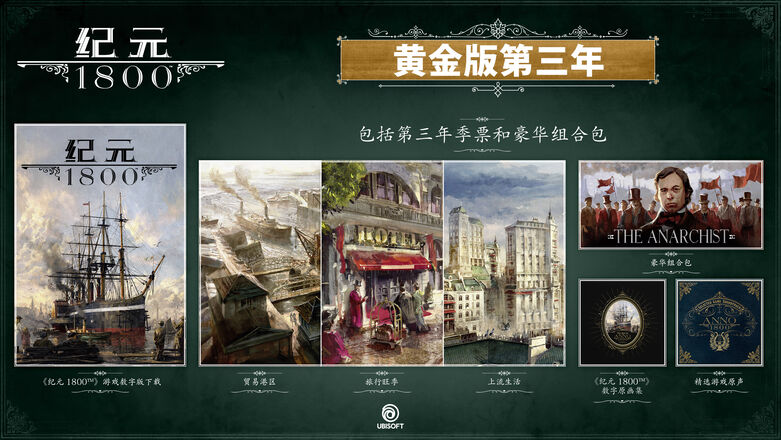 纪元
1800™
黄金版第三年
包括第三年季票和豪华组合包
纪元
1800™
THE ANARCHIST
豪华组合包
ANNO
1800
ANNO
1800
《纪元 1800™》游戏数字版下载
贸易港区
旅行旺季
上流生活
《纪元 1800™》
数字原画集
精选游戏原声
UBISOFT